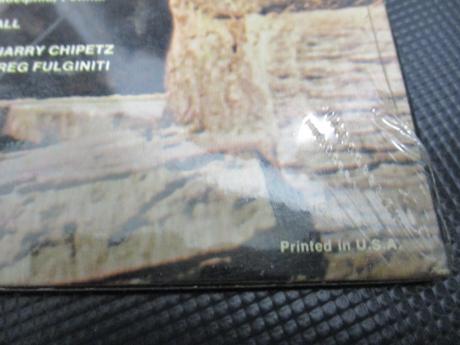 ALL
HARRY CHIPETZ
REG FULGINITI
Printed in U.S.A.